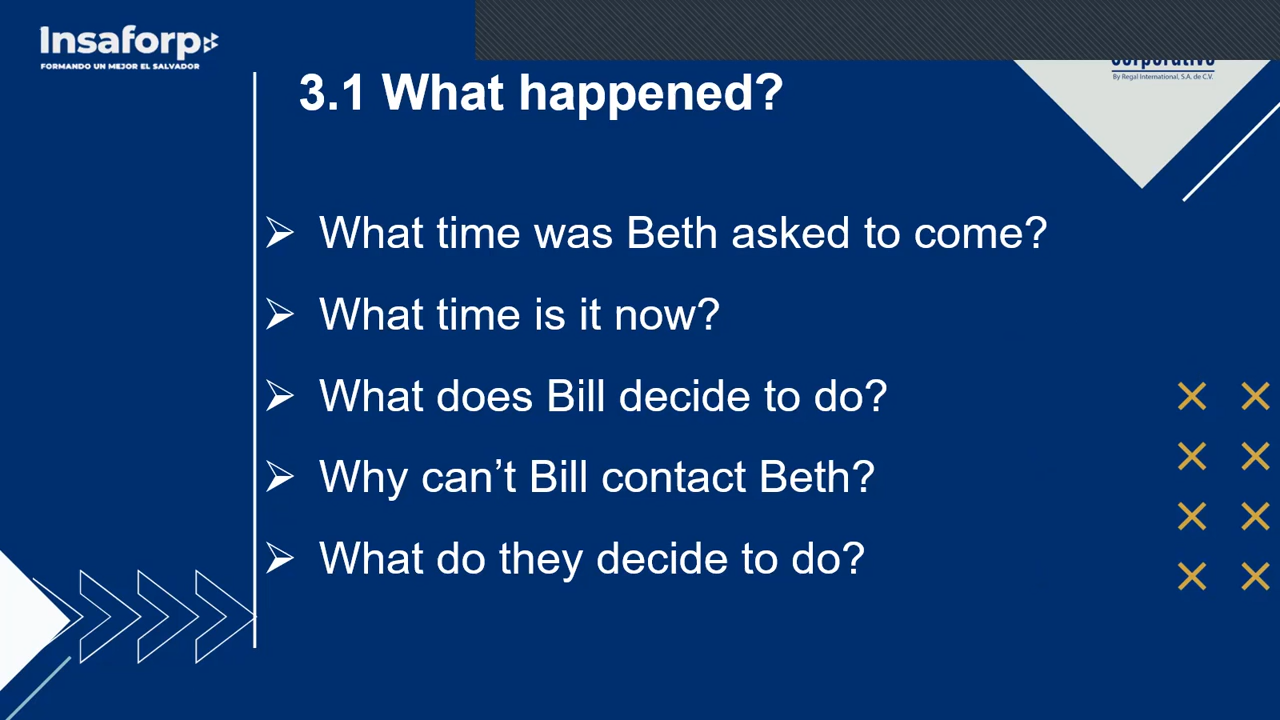 Insaforp
FORMANDO UN MEJOR EL SALVADOR
By Regal International, S.A. de C.V.
3.1 What happened?
What time was Beth asked to come?
What time is it now?
What does Bill decide to do?
Why can’t Bill contact Beth?
What do they decide to do?